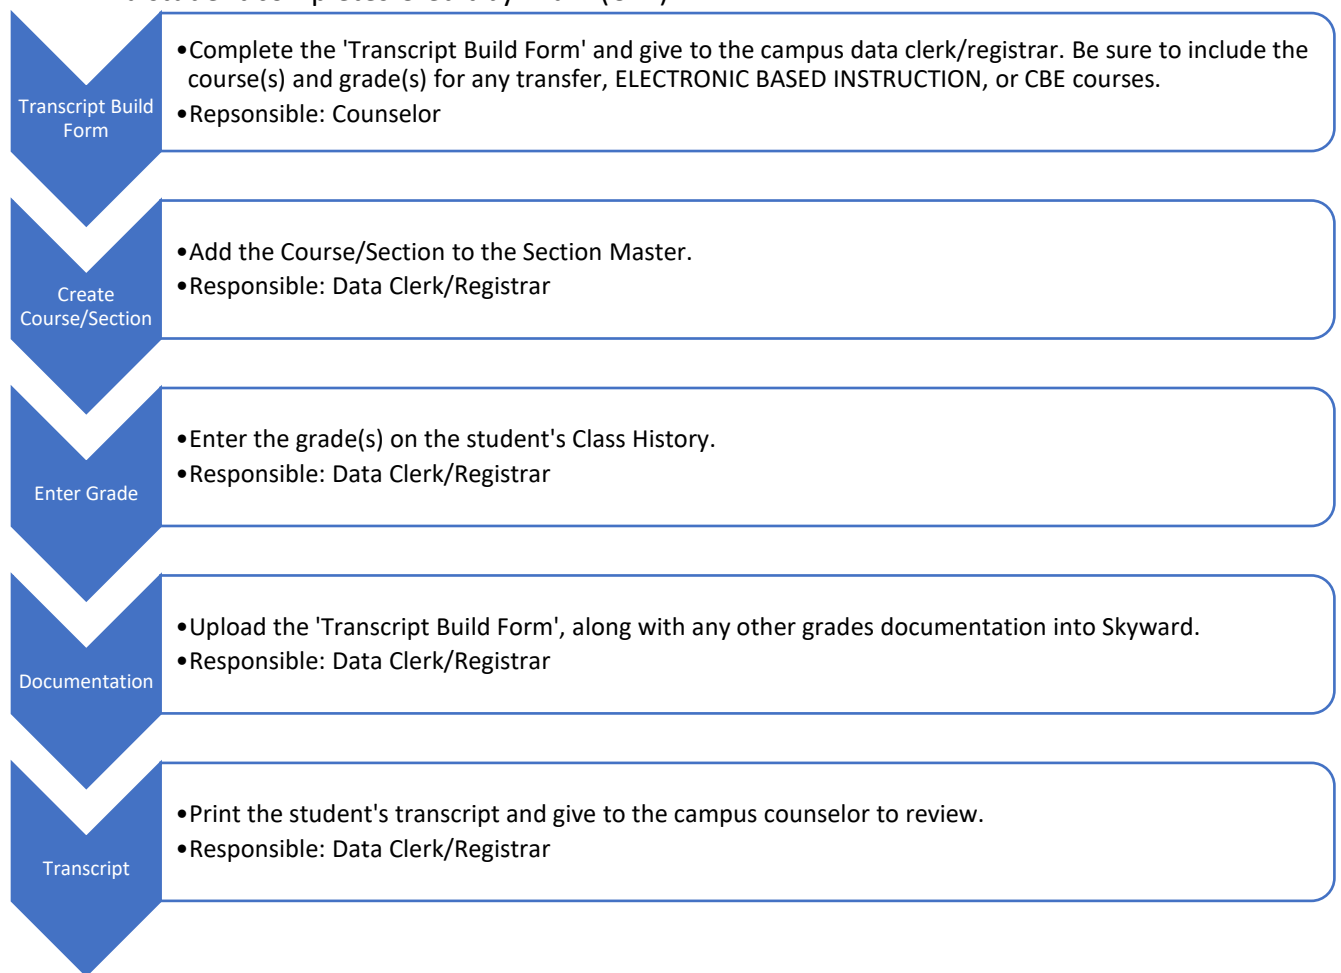 Transcript Build
Form
•Complete the 'Transcript Build Form' and give to the campus data clerk/registrar. Be sure to include the
course(s) and grade(s) for any transfer, ELECTRONIC BASED INSTRUCTION, or CBE courses.
•Repsonsible: Counselor
Create
Course/Section
•Add the Course/Section to the Section Master.
•Responsible: Data Clerk/Registrar
Enter Grade
•Enter the grade(s) on the student's Class History.
•Responsible: Data Clerk/Registrar
Documentation
•Upload the 'Transcript Build Form', along with any other grades documentation into Skyward.
•Responsible: Data Clerk/Registrar
Transcript
•Print the student's transcript and give to the campus counselor to review.
•Responsible: Data Clerk/Registrar